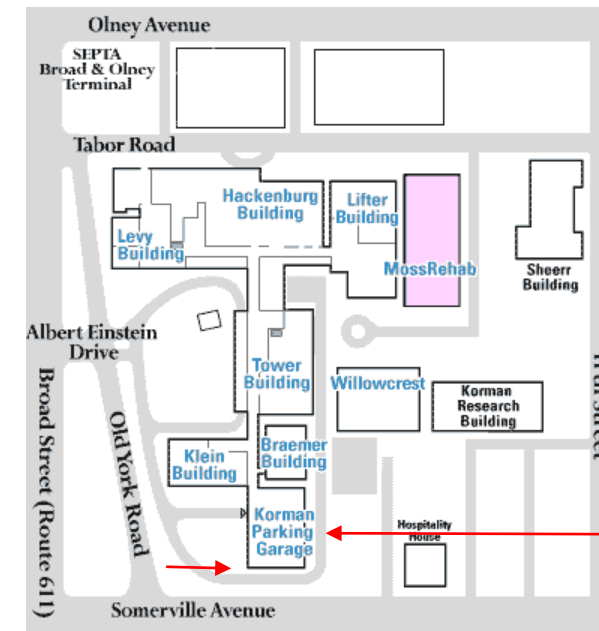 Olney Avenue
SEPTA
Broad & Olney
Terminal
Tabor Road
Hackenburg
Building
Lifter
Building
Levy
Building
MossRehab
Sheerr
Building
Albert Einstein
Drive
Tower
Building
Willowcrest
Korman
Research
Building
Broad Street (Route 611)
Old York Road
Klein
Building
Braemer
Building
Korman
Parking
Garage
Hospitality
House
Somerville Avenue